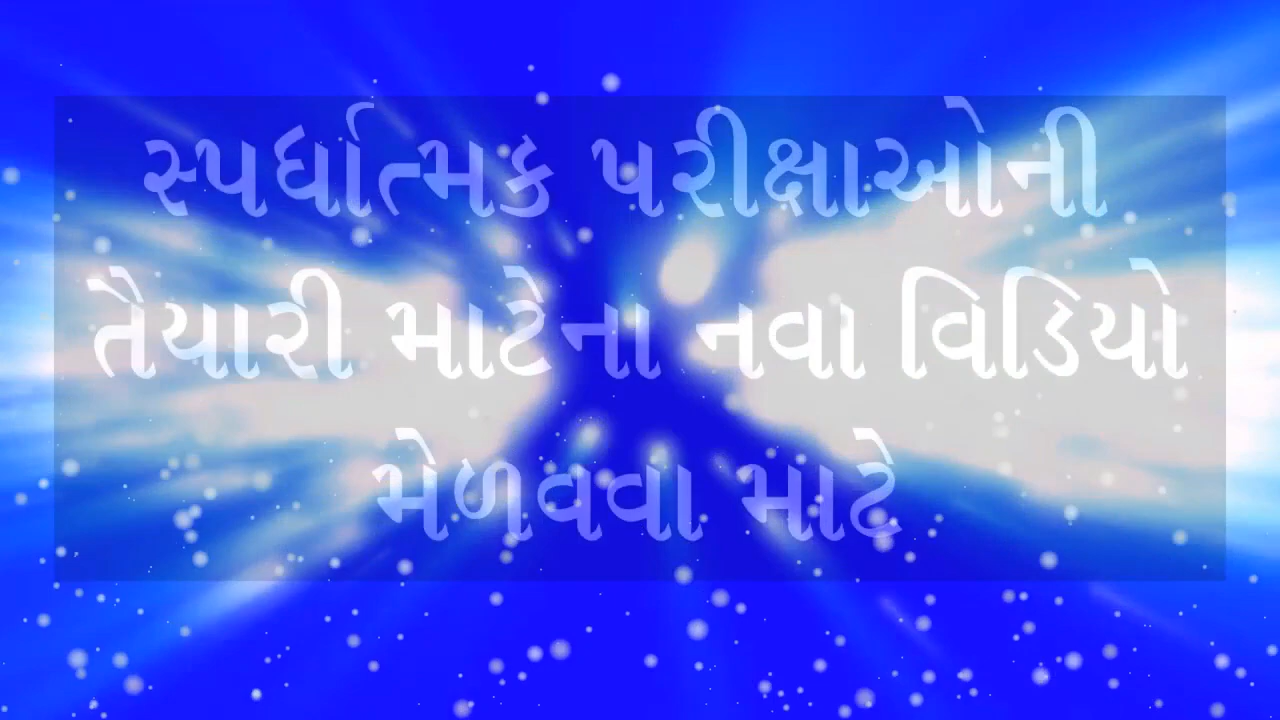 સ્પર્ધાત્મક પરીક્ષાઓની
તૈયારી માટેના નવા વિડિયો
મેળવવા માટે